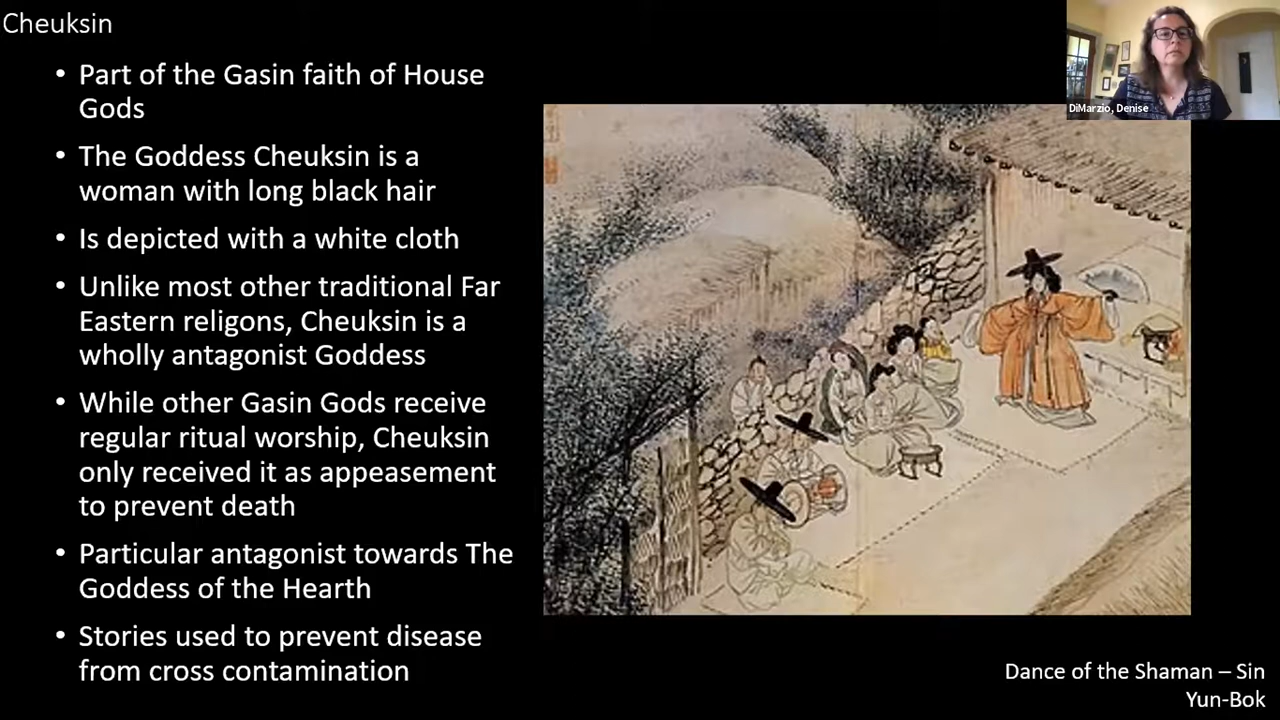 Cheuksin
• Part of the Gasin faith of House
Gods
• The Goddess Cheuksin is a
woman with long black hair
• Is depicted with a white cloth
• Unlike most other traditional Far
Eastern religons, Cheuksin is a
wholly antagonist Goddess
• While other Gasin Gods receive
regular ritual worship, Cheuksin
only received it as appeasement
to prevent death
• Particular antagonist towards The
Goddess of the Hearth
• Stories used to prevent disease
from cross contamination
DiMarzio, Denise
Dance of the Shaman – Sin
Yun-Bok